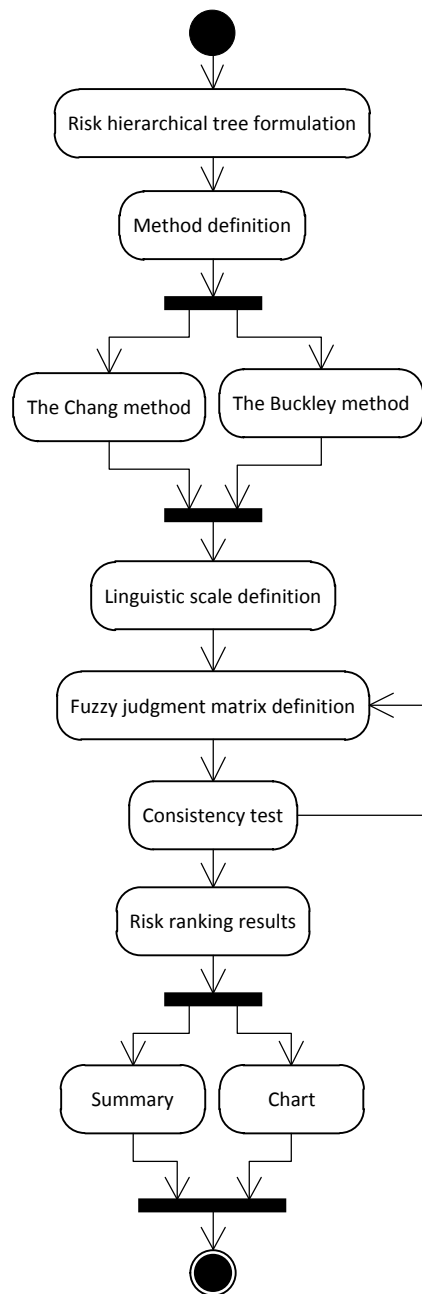 Risk hierarchical tree formulation
Method definition
The Chang method
The Buckley method
Linguistic scale definition
Fuzzy judgment matrix definition
Consistency test
Risk ranking results
Summary
Chart